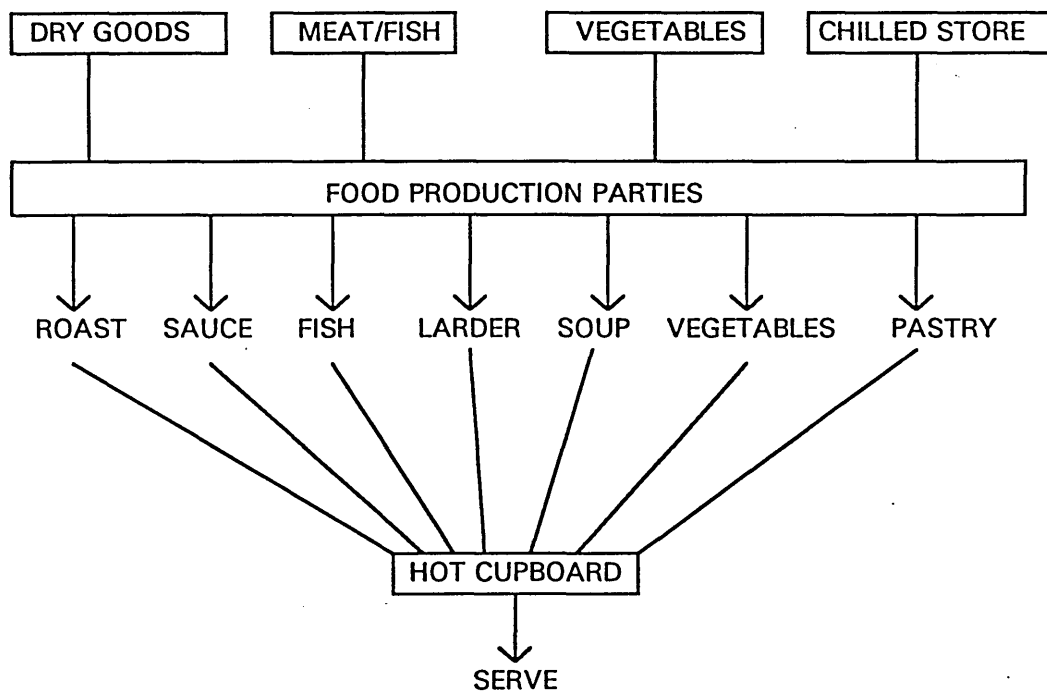 DRY GOODS MEAT/FISH VEGETABLES CHILLED STORE
FOOD PRODUCTION PARTIES
ROAST SAUCE FISH LARDER SOUP VEGETABLES PASTRY
HOT CUPBOARD
SERVE